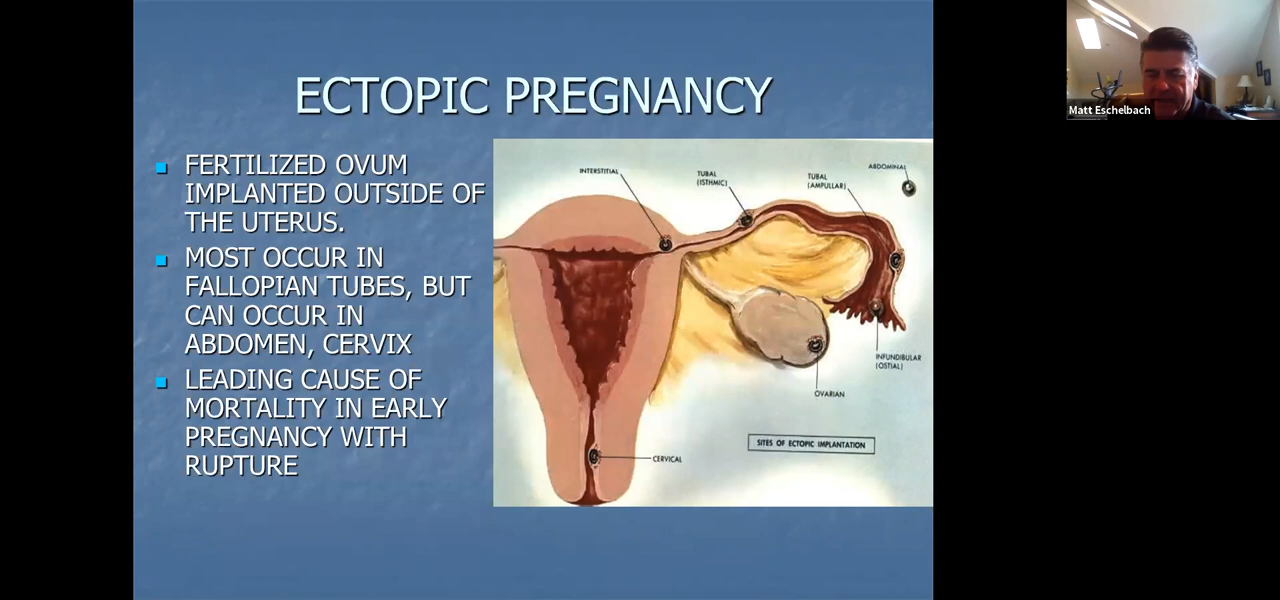 ECTOPIC PREGNANCY
FERTILIZED OVUM
IMPLANTED OUTSIDE OF
THE UTERUS.
MOST OCCUR IN
FALLOPIAN TUBES, BUT
CAN OCCUR IN
ABDOMEN, CERVIX
LEADING CAUSE OF
MORTALITY IN EARLY
PREGNANCY WITH
RUPTURE
INTERSTITIAL
TUBAL
(ISTHMIC)
TUBAL
(AMPULLAR)
ABDOMINAL
INFUNDIBULAR
(OSTIAL)
OVARIAN
SITES OF ECTOPIC IMPLANTATION
CERVICAL
Matt Eschelbach